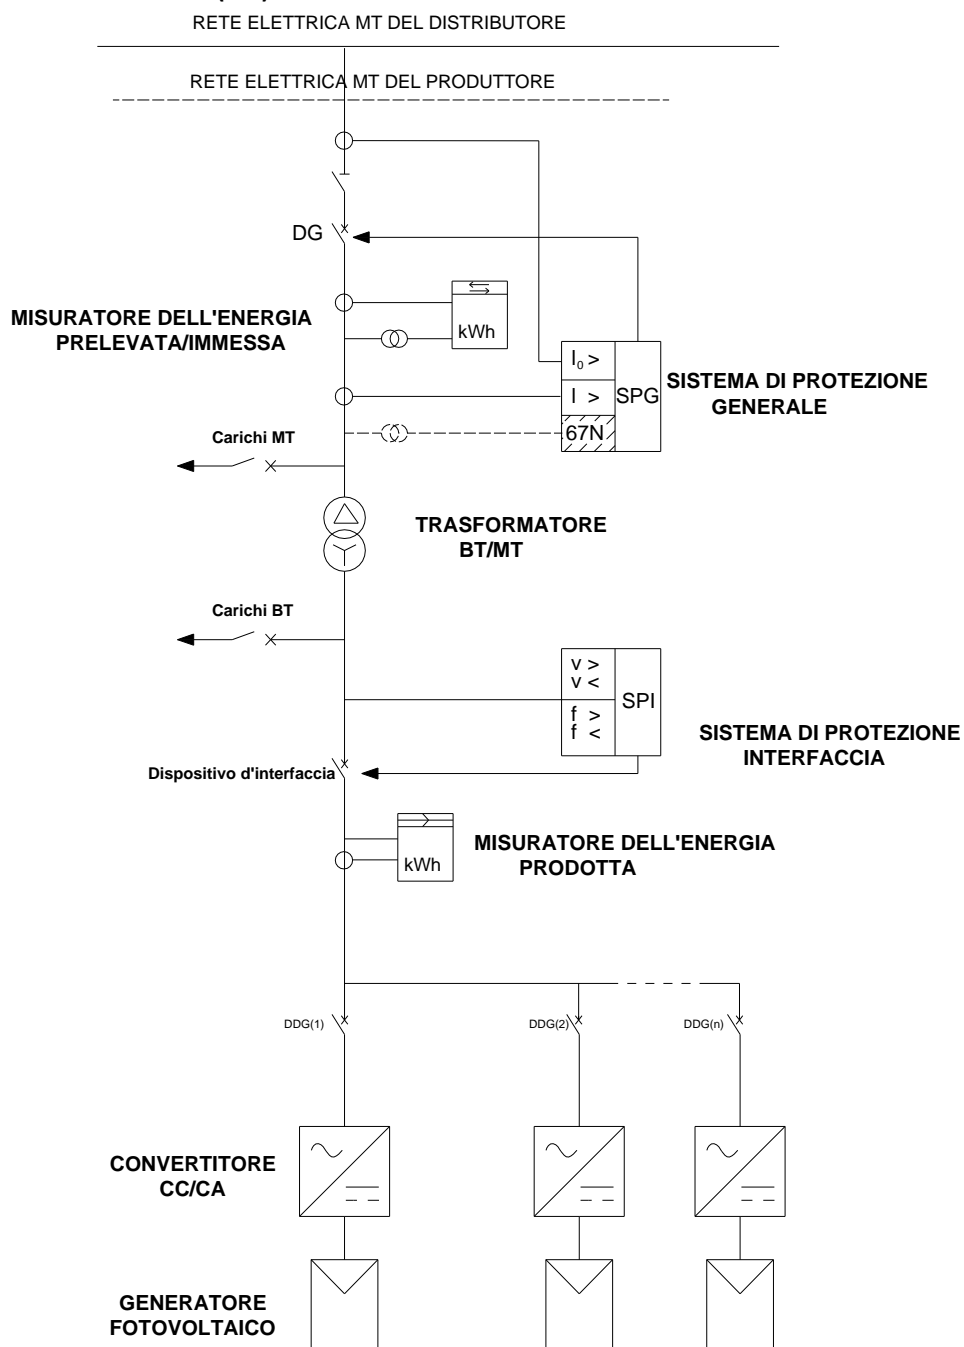 RETE ELETTRICA MT DEL DISTRIBUTORE
RETE ELETTRICA MT DEL PRODUTTORE
DG
MISURATORE DELL'ENERGIA
PRELEVATA/IMMESSA
kWh
I₀ >
I >
67N
SPG
SISTEMA DI PROTEZIONE
GENERALE
Carichi MT
TRASFORMATORE
BT/MT
Carichi BT
v >
v <
f >
f <
SPI
SISTEMA DI PROTEZIONE
INTERFACCIA
Dispositivo d'interfaccia
kWh
MISURATORE DELL'ENERGIA
PRODOTTA
DDG(1)
DDG(2)
DDG(n)
CONVERTITORE
CC/CA
GENERATORE
FOTOVOLTAICO